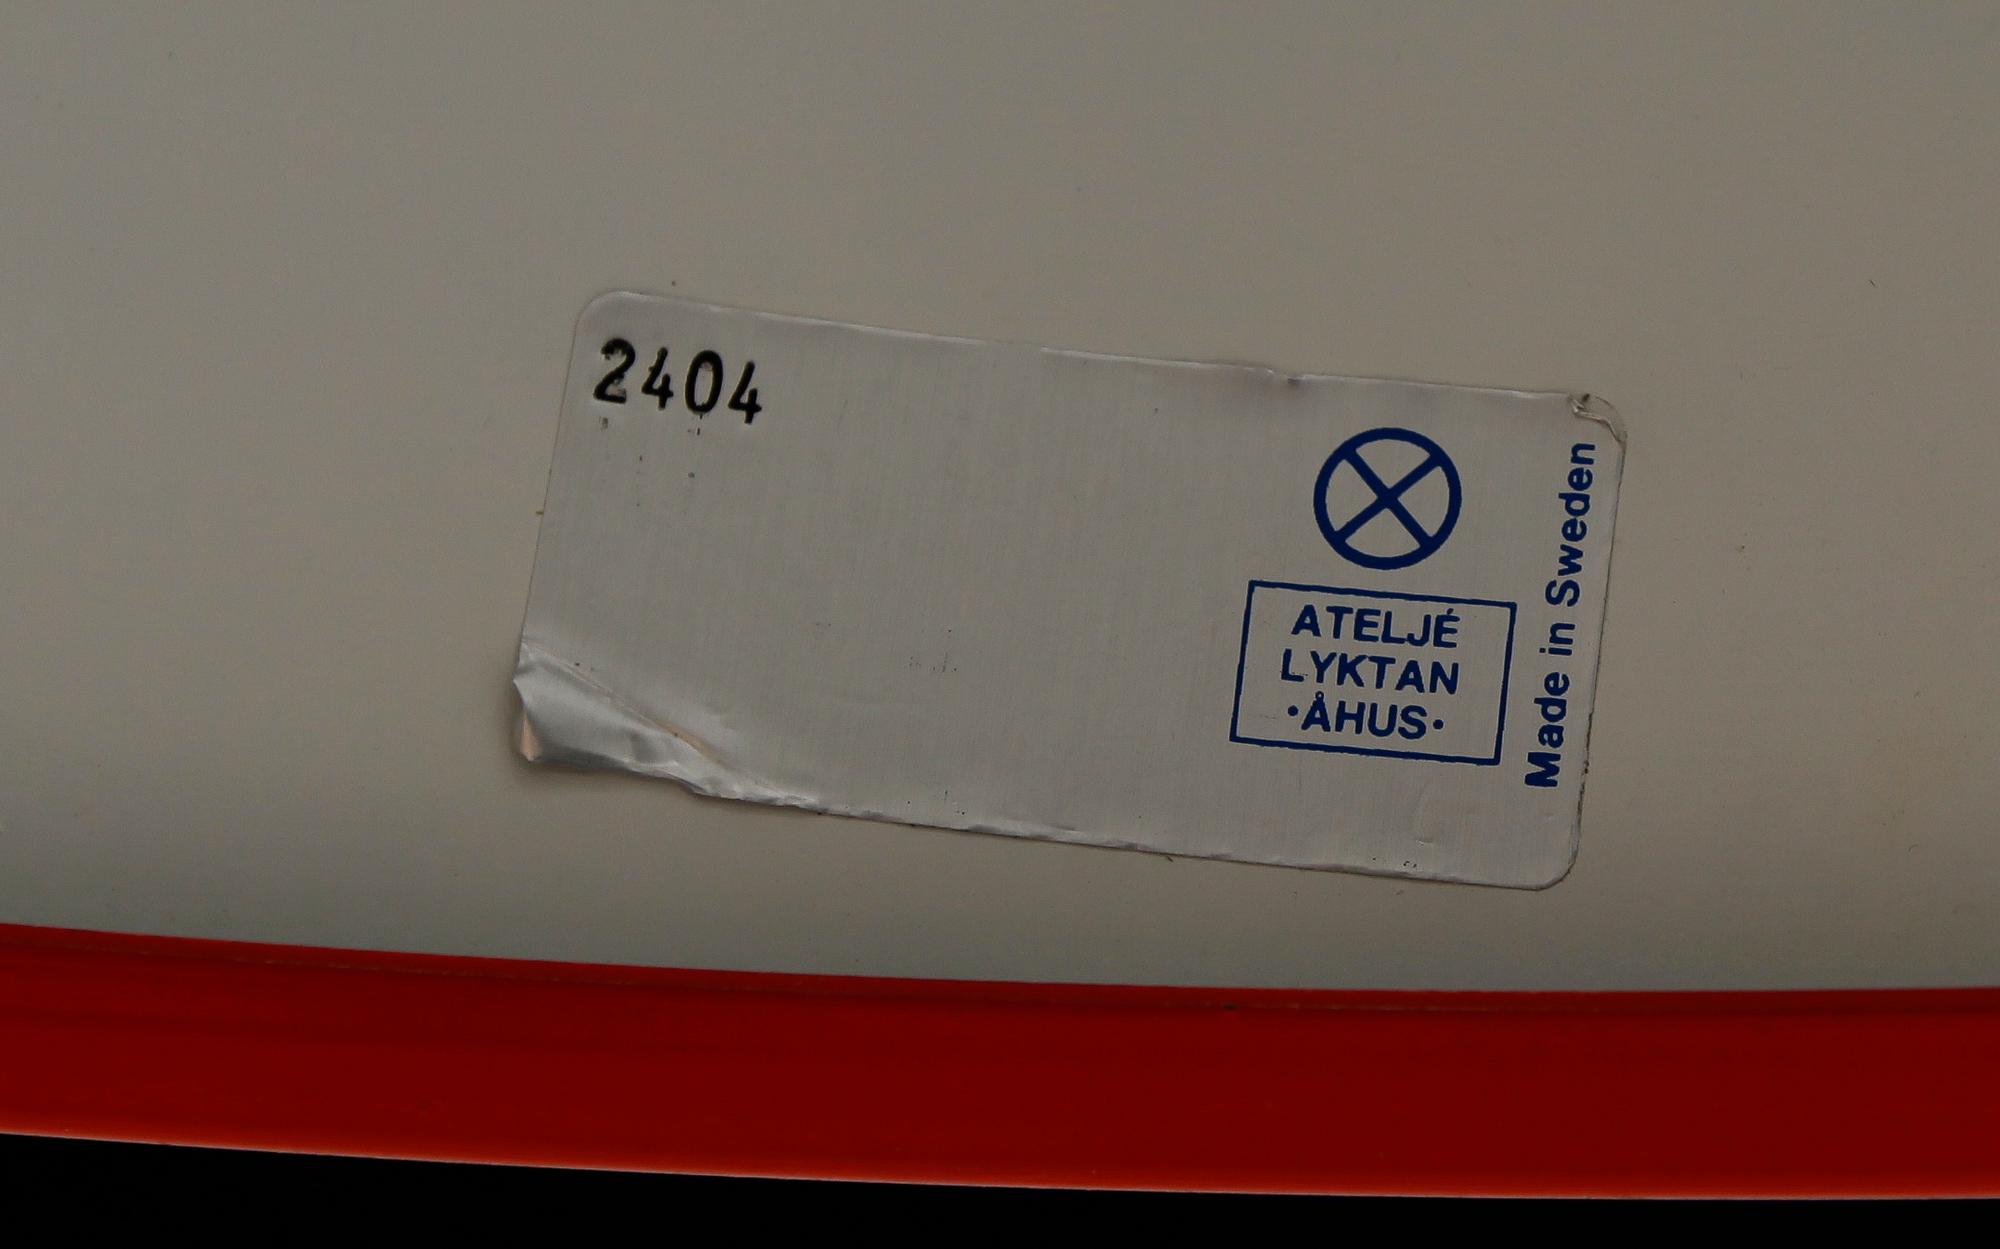 2404
ATELJÉ
LYKTAN
·ÅHUS·
Made in Sweden